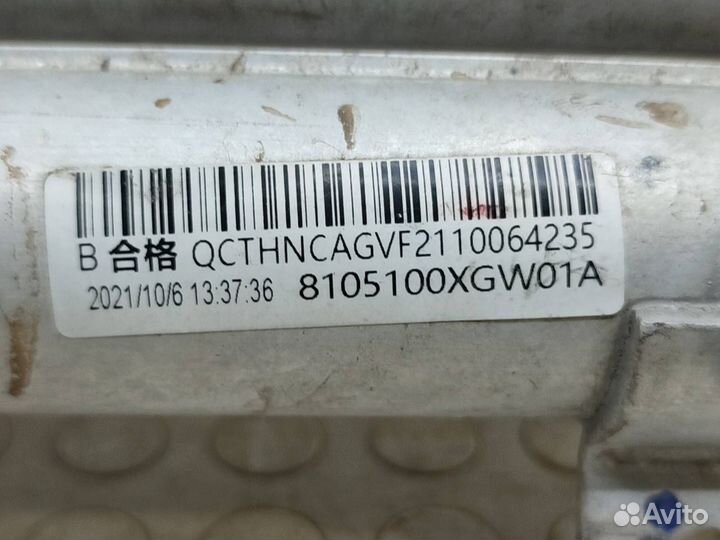 B 合格 QCTHNCAGVF2110064235
2021/10/6 13:37:36 8105100XGW01A
Avito